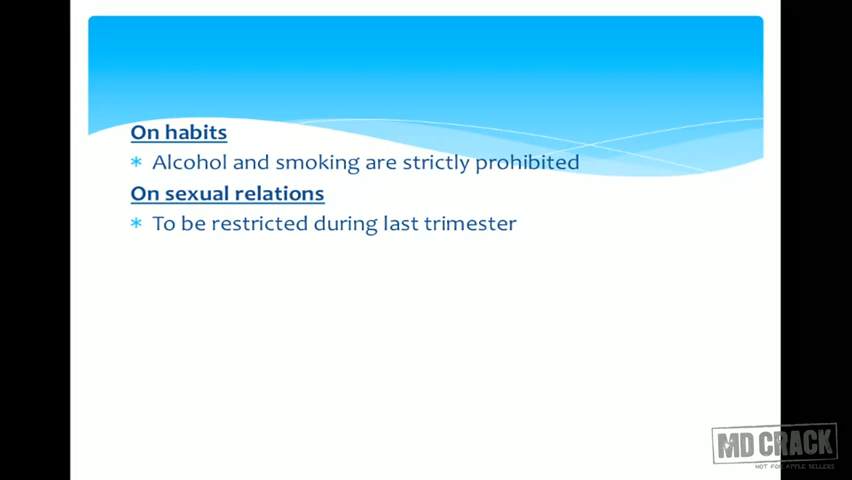 On habits
* Alcohol and smoking are strictly prohibited
On sexual relations
* To be restricted during last trimester
MD CRACK
NOT FOR APPLE SELLERS